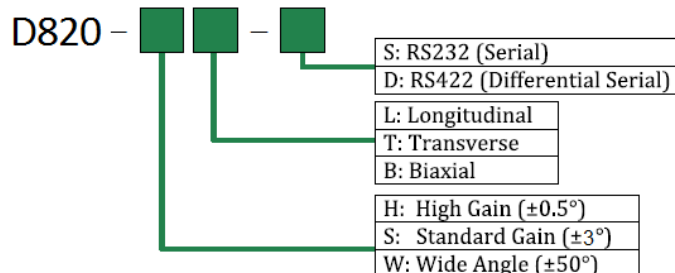 D820 –  –
S: RS232 (Serial)
D: RS422 (Differential Serial)
L: Longitudinal
T: Transverse
B: Biaxial
H: High Gain (±0.5°)
S: Standard Gain (±3°)
W: Wide Angle (±50°)